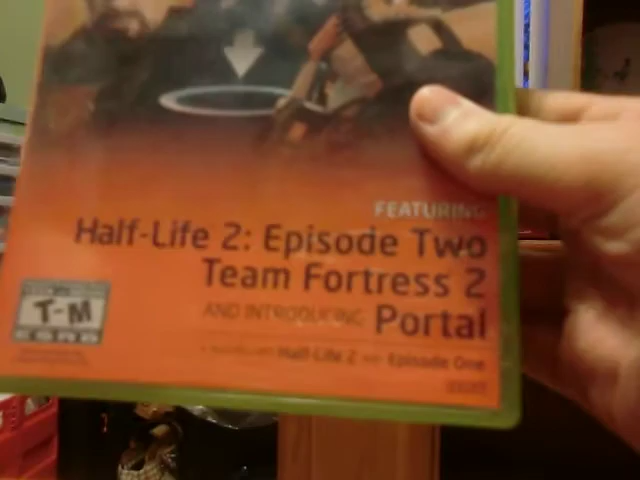 FEATURING
Half-Life 2: Episode Two
Team Fortress 2
AND INTRODUCING Portal
Half-Life 2 Episode One
T-M